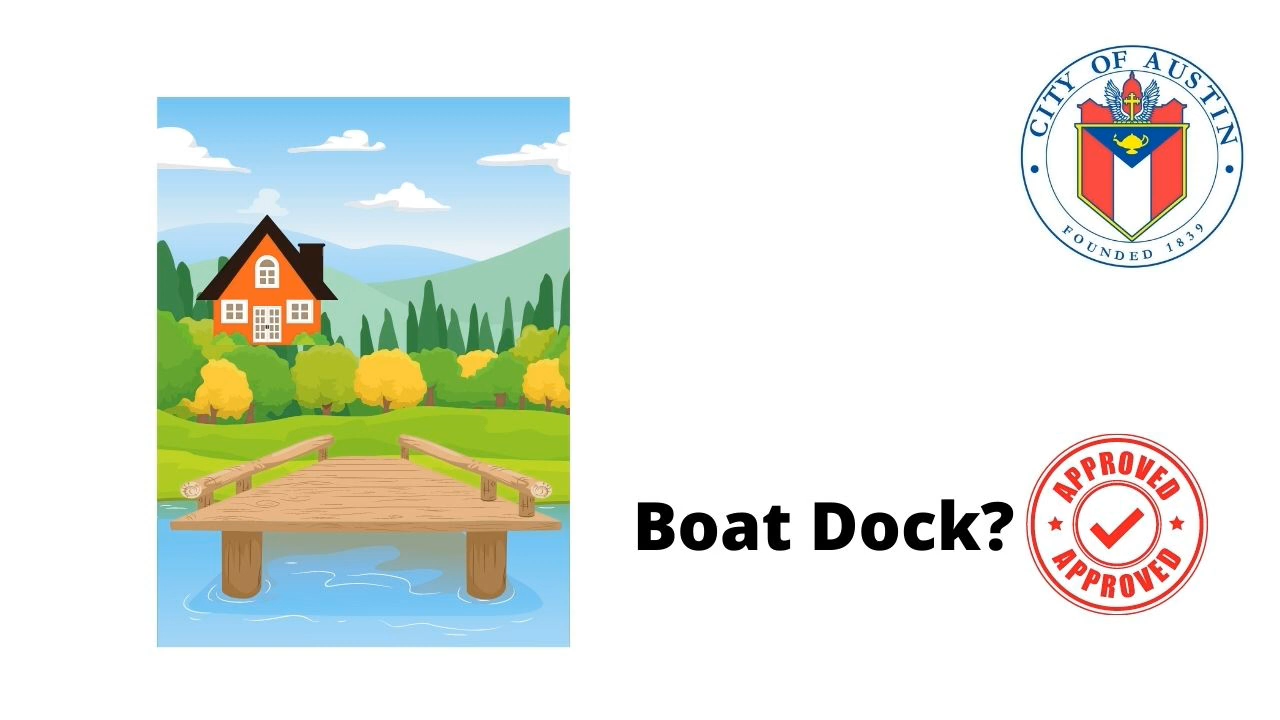 CITY OF AUSTIN
FOUNDED 1839
Boat Dock?
APPROVED
APPROVED